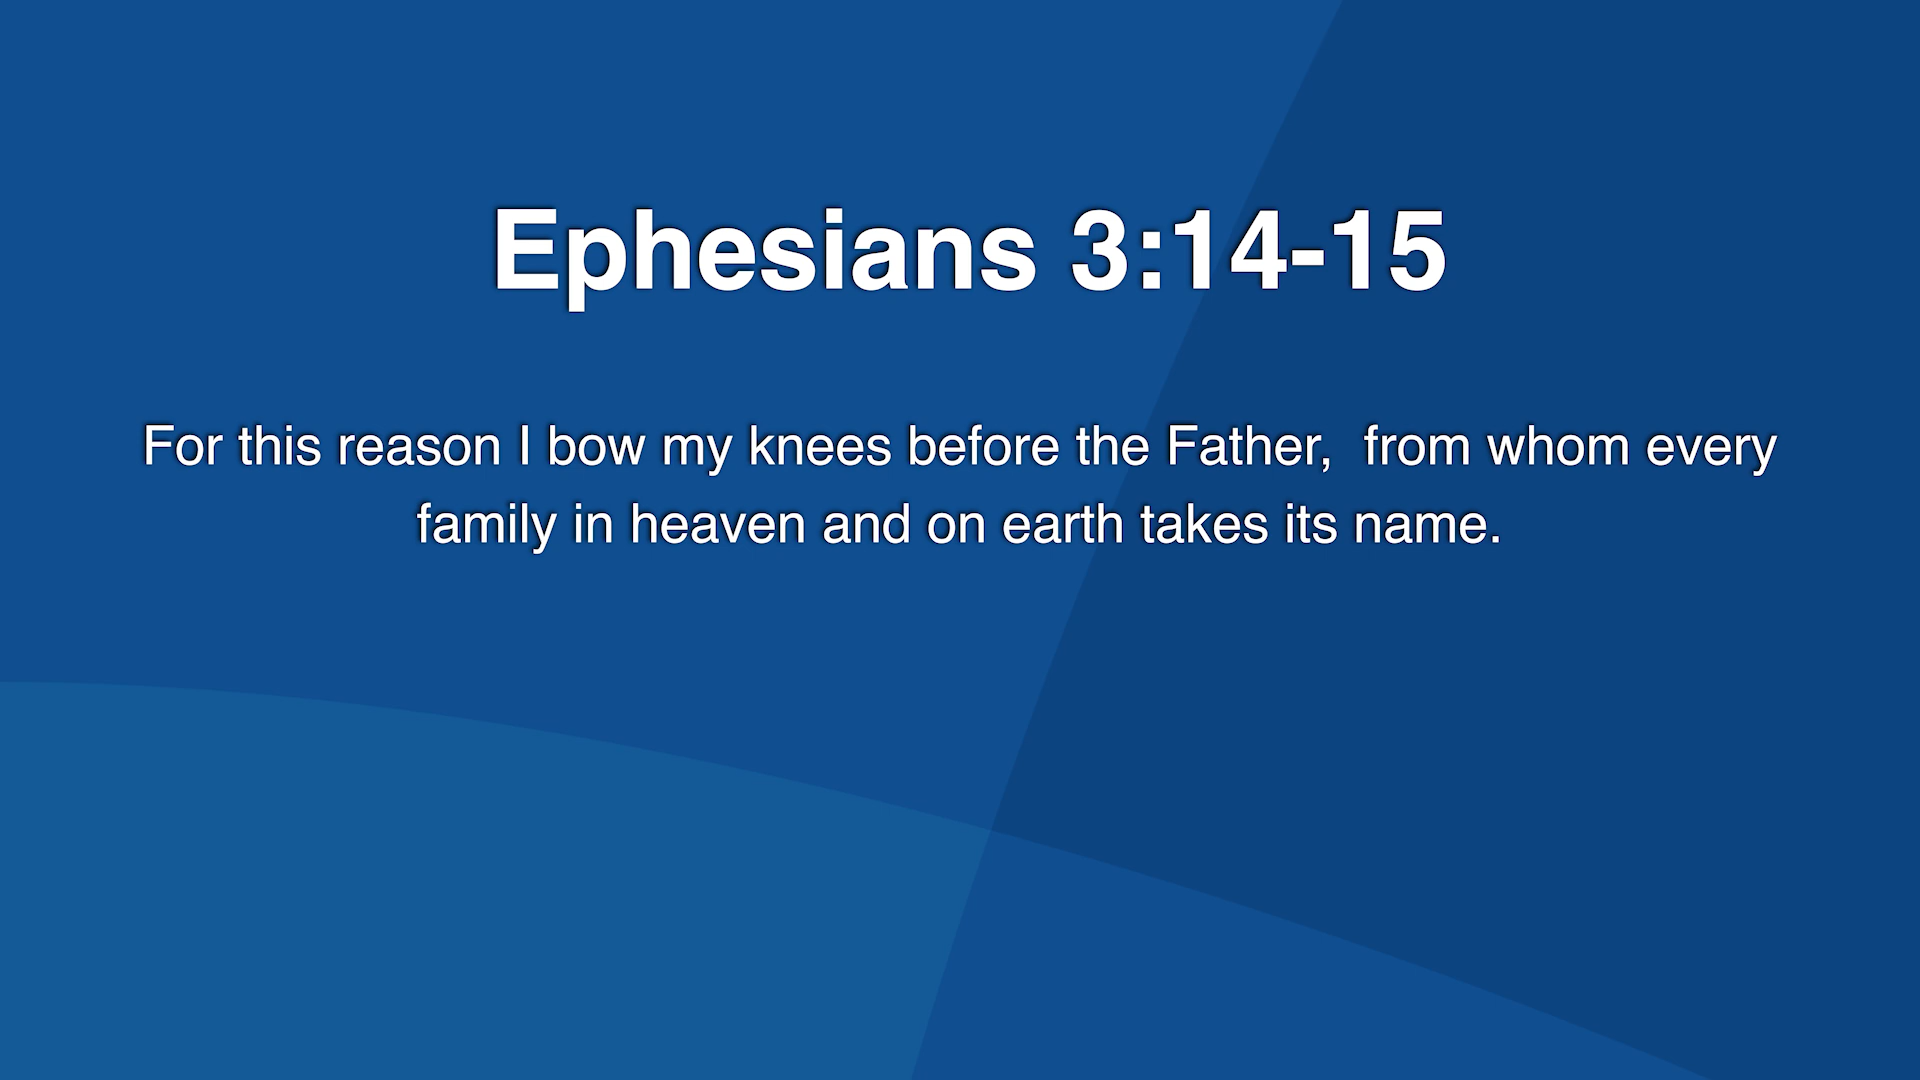 Ephesians 3:14-15
For this reason I bow my knees before the Father,  from whom every
family in heaven and on earth takes its name.